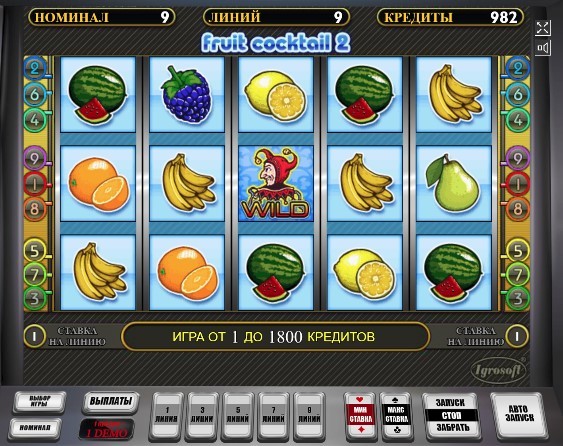 НОМИНАЛ 9 ЛИНИЙ 9 КРЕДИТЫ 982
fruit cocktail 2
2 2
6 6
4 4
9 9
1 1
8 8
WILD
5 5
7 7
3 3
1 СТАВКА НА ЛИНИЮ
ИГРА ОТ 1 ДО 1800 КРЕДИТОВ
СТАВКА НА ЛИНИЮ 1
Igrosoft
ВЫБОР ИГРЫ
НОМИНАЛ
ВЫПЛАТЫ
1 DEMO
1 ЛИНИЯ
3 ЛИНИИ
5 ЛИНИЙ
7 ЛИНИЙ
9 ЛИНИЙ
МИН СТАВКА
МАКС СТАВКА
ЗАПУСК
СТОП
ЗАБРАТЬ
АВТО ЗАПУСК